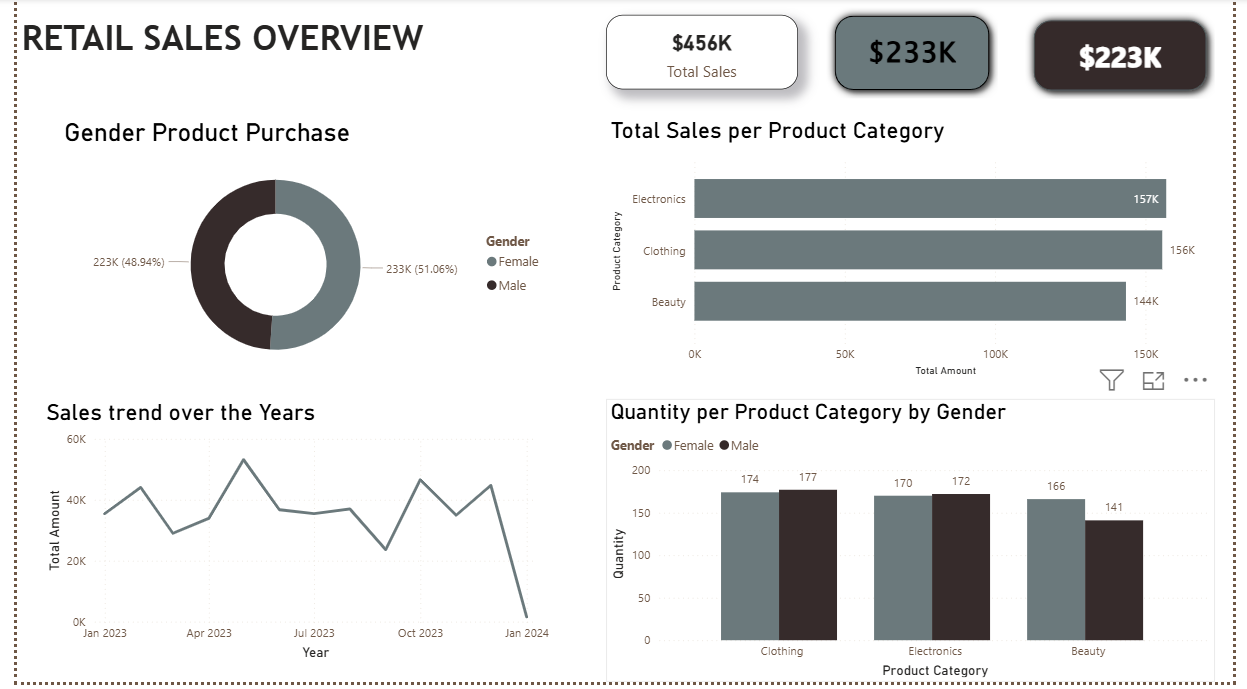 RETAIL SALES OVERVIEW
$456K
Total Sales
$233K
$223K
Gender Product Purchase
223K (48.94%)
233K (51.06%)
Gender
Female
Male
Total Sales per Product Category
Product Category
Electronics
157K
Clothing
156K
Beauty
144K
0K
50K
100K
150K
Total Amount
Sales trend over the Years
Total Amount
60K
40K
20K
0K
Jan 2023
Apr 2023
Jul 2023
Oct 2023
Jan 2024
Year
Quantity per Product Category by Gender
Gender Female Male
Quantity
200
150
100
50
0
174
177
170
172
166
141
Clothing
Electronics
Beauty
Product Category